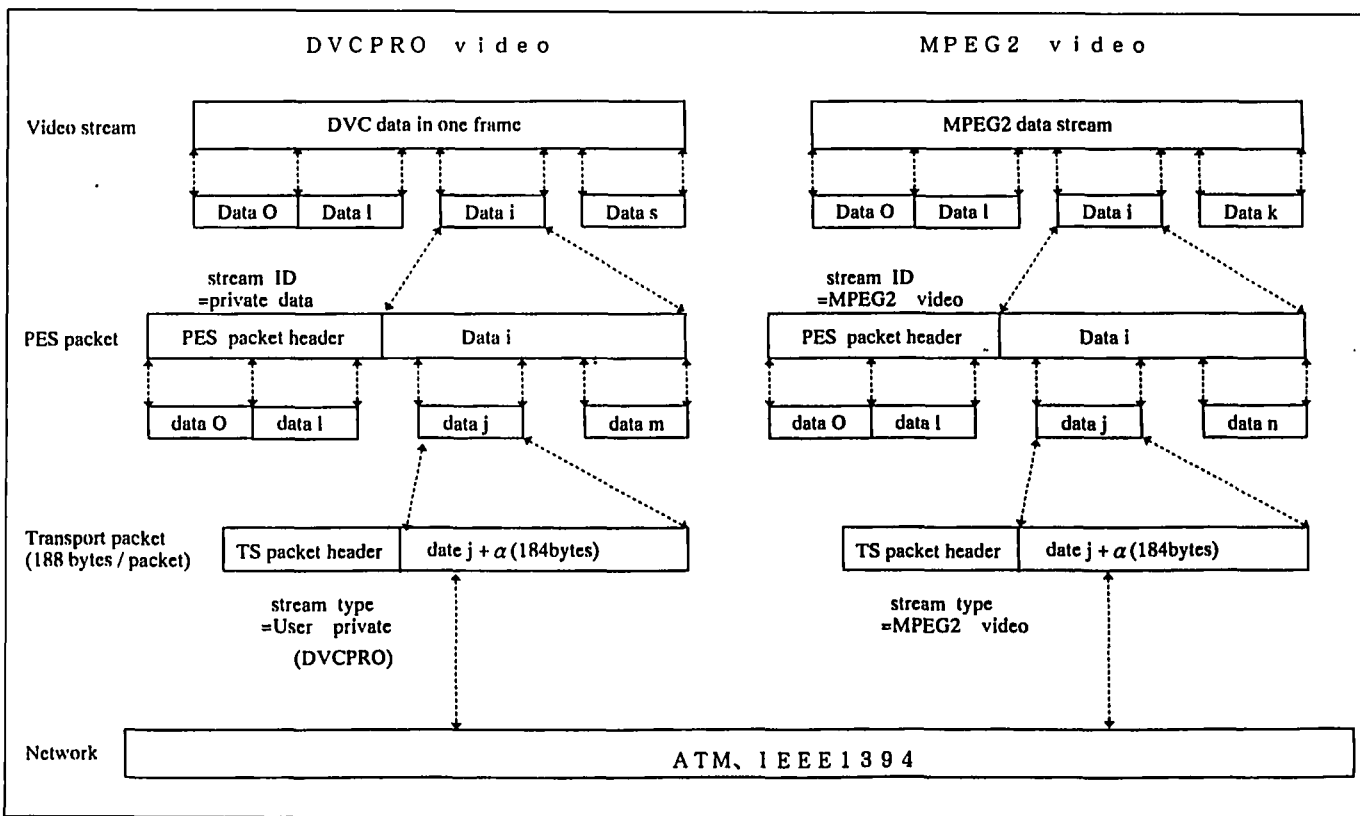 DVCPRO video MPEG2 video
Video stream
DVC data in one frame
MPEG2 data stream
Data O Data l Data i Data s
Data O Data l Data i Data k
stream ID
=private data
stream ID
=MPEG2 video
PES packet
PES packet header Data i
PES packet header Data i
data O data l data j data m
data O data l data j data n
Transport packet
(188 bytes / packet)
TS packet header date j + α (184bytes)
TS packet header date j + α (184bytes)
stream type
=User private
(DVCPRO)
stream type
=MPEG2 video
Network
ATM、IEEE1394